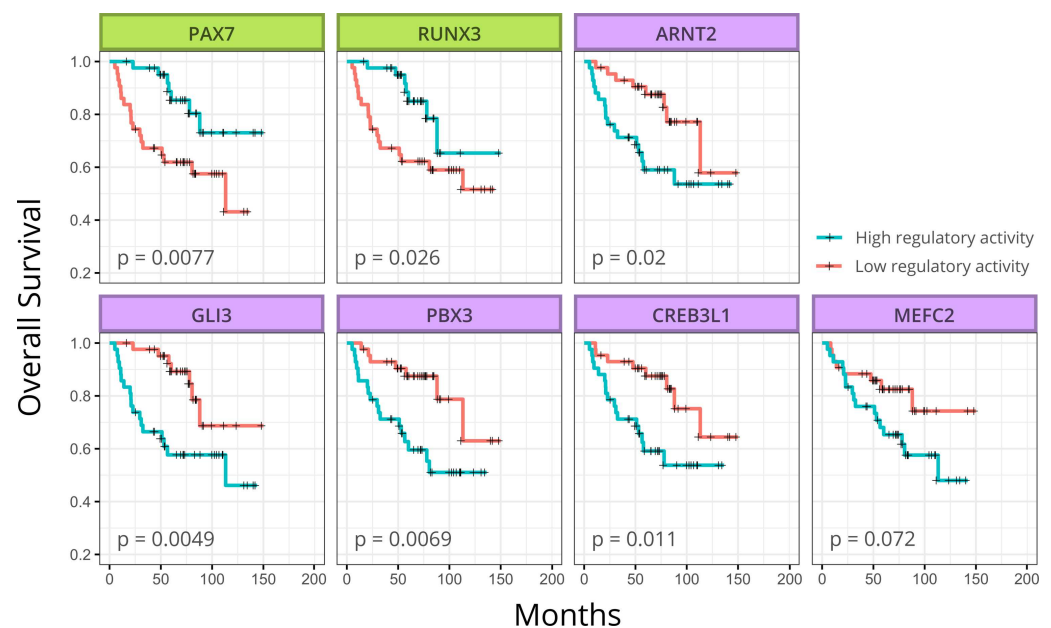 PAX7 RUNX3 ARNT2
1.0
0.8
0.6
0.4
0.2
p = 0.0077 p = 0.026 p = 0.02
High regulatory activity
Low regulatory activity
Overall Survival
GLI3 PBX3 CREB3L1 MEFC2
1.0
0.8
0.6
0.4
0.2
p = 0.0049 p = 0.0069 p = 0.011 p = 0.072
0 50 100 150 200 0 50 100 150 200 0 50 100 150 200 0 50 100 150 200
Months